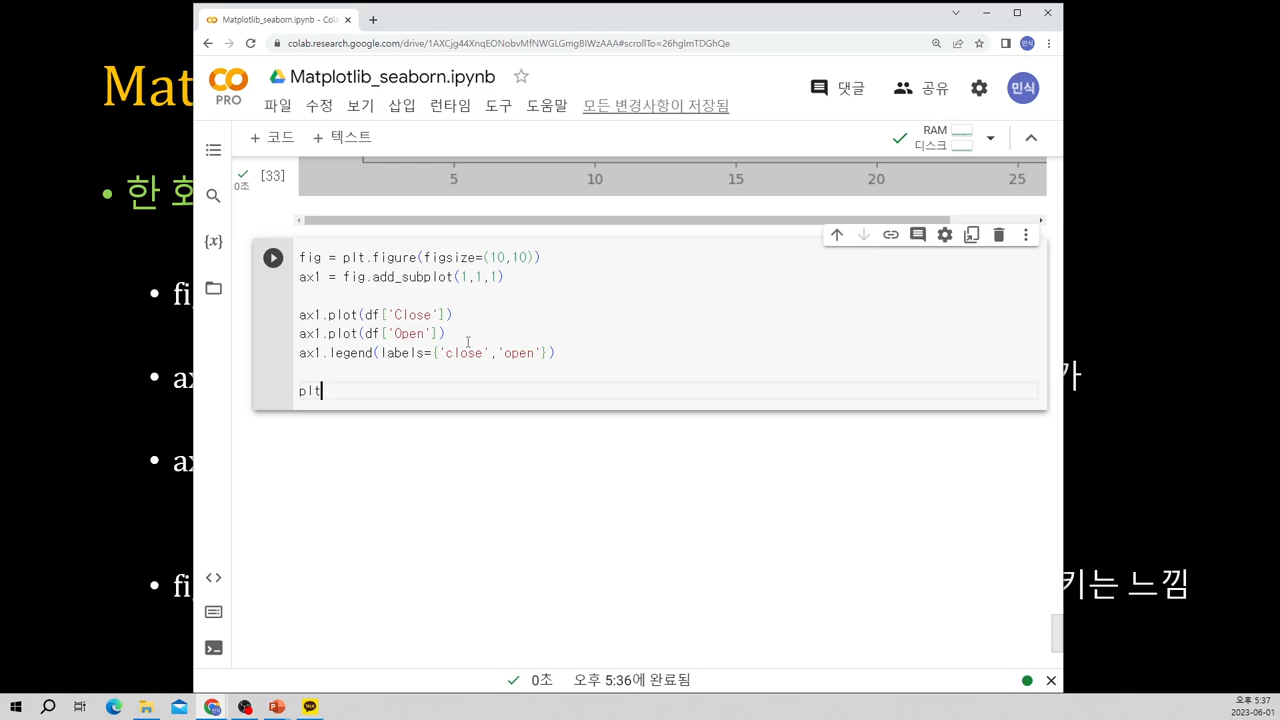 Mat
• 한 호
• fi
• ax
가
• ax
• fi
키는 느낌
Matplotlib_seaborn.ipynb - Cola
colab.research.google.com/drive/1AXCjg44XnqEONobvMfNWGLGmgBIWzAAA#scrollTo=26hglmTDGhQe
민식
PRO
Matplotlib_seaborn.ipynb
파일 수정 보기 삽입 런타임 도구 도움말 모든 변경사항이 저장됨
댓글 공유 민식
+ 코드 + 텍스트
RAM
디스크
0초 [33]
5 10 15 20 25
{x}
fig = plt.figure(figsize=(10,10))
ax1 = fig.add_subplot(1,1,1)
ax1.plot(df['Close'])
ax1.plot(df['Open'])
ax1.legend(labels={'close','open'})
plt
0초 오후 5:36에 완료됨
TALK
오후 5:37
2023-06-01